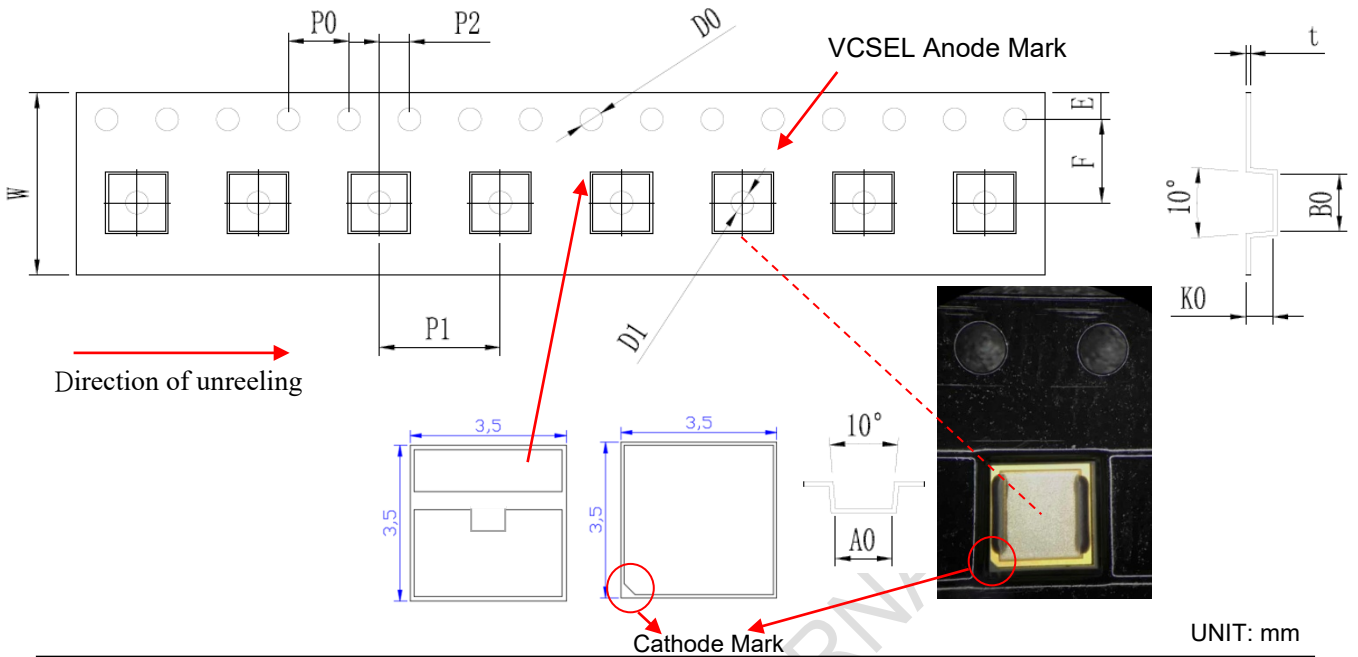 P0
P2
D0
VCSEL Anode Mark
t
W
E
F
10°
B0
D1
K0
P1
Direction of unreeling
3,5
3,5
3,5
3,5
10°
A0
Cathode Mark
UNIT: mm